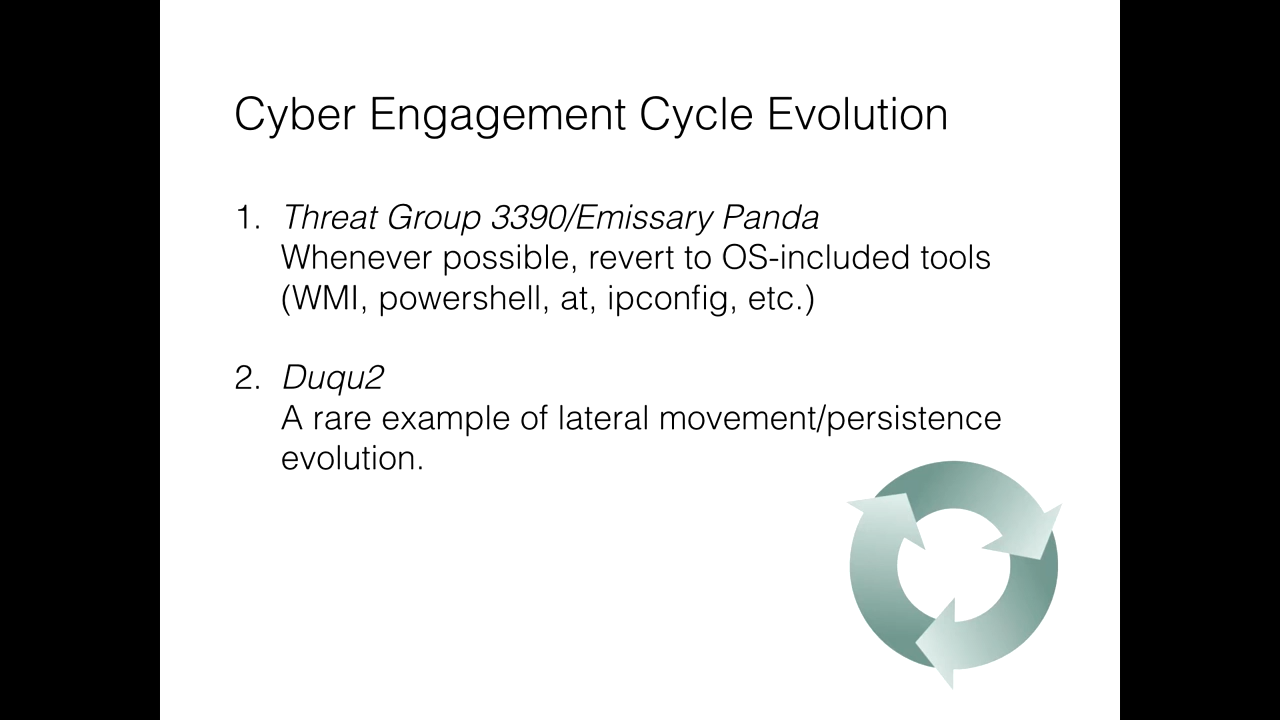 Cyber Engagement Cycle Evolution
1. Threat Group 3390/Emissary Panda
Whenever possible, revert to OS-included tools
(WMI, powershell, at, ipconfig, etc.)
2. Duqu2
A rare example of lateral movement/persistence
evolution.